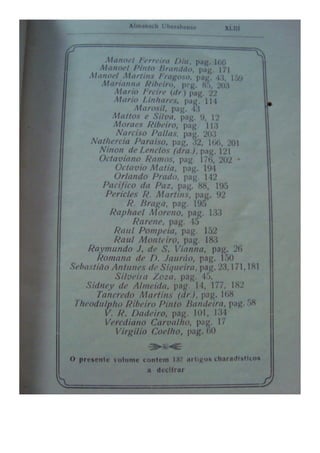 Almanach Uberabense XLIII
Manoel Ferreira Diu, pag. 166
Manoel Pinto Brandão, pag. 171
Manoel Martins Fragoso, pag. 43, 159
Marianna Ribeiro, prg. 65, 203
Mario Freire (dr) pag. 22
Mario Linhares, pag. 114
Marosil, pag. 43
Mattos e Silva, pag. 9, 12
Moraes Ribeiro, pag. 113
Narciso Pallas, pag. 203
Nathercia Paraiso, pag, 32, 166, 201
Ninon de Lenclos (dra.), pag. 121
Octaviano Ramos, pag 176, 202
Octavio Matia, pag. 194
Orlando Prado, pag. 142
Pacifico da Paz, pag. 88, 195
Pericles R. Martins, pag. 92
R. Braga, pag. 195
Raphael Moreno, pag. 133
Rarene, pag. 45
Raul Pompeia, pag. 152
Raul Monteiro, pag. 183
Raymundo J, de S. Vianna, pag, 26
Romana de D. Jaurão, pag. 150
Sebastião Antunes de Siqueira, pag. 23, 171, 181
Silveira Zoza, pag. 45,
Sidney de Almeida, pag. 14, 177, 182
Tancredo Martins (dr.), pag. 168
Theodulpho Ribeiro Pinto Bandeira, pag. 58
V. R. Dadeiro, pag. 101, 134
Vercdiano Carvalho, pag. 17
Virgilio Coelho, pag. 60
O presente volume contem 132 artigos charadisticos
a decifrar